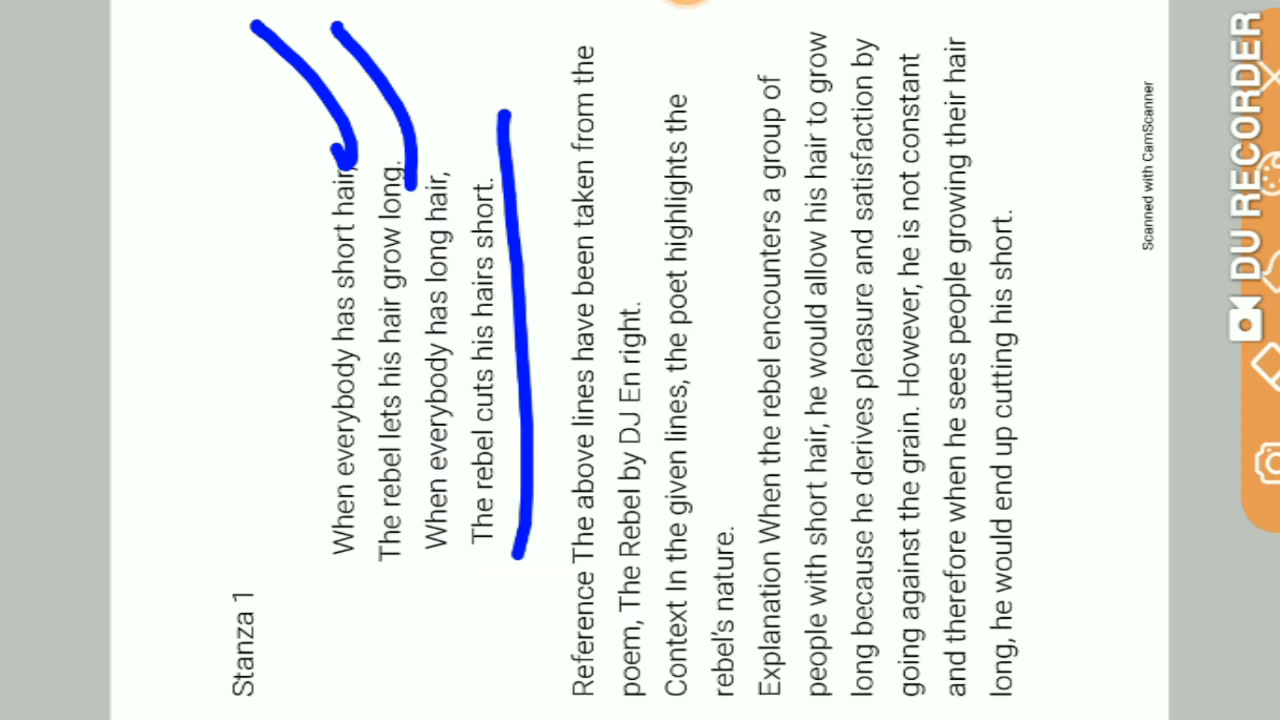 Stanza 1
When everybody has short hair,
The rebel lets his hair grow long.
When everybody has long hair,
The rebel cuts his hairs short.
Reference The above lines have been taken from the
poem, The Rebel by DJ En right.
Context In the given lines, the poet highlights the
rebel's nature.
Explanation When the rebel encounters a group of
people with short hair, he would allow his hair to grow
long because he derives pleasure and satisfaction by
going against the grain. However, he is not constant
and therefore when he sees people growing their hair
long, he would end up cutting his short.
Scanned with CamScanner
DU RECORDER